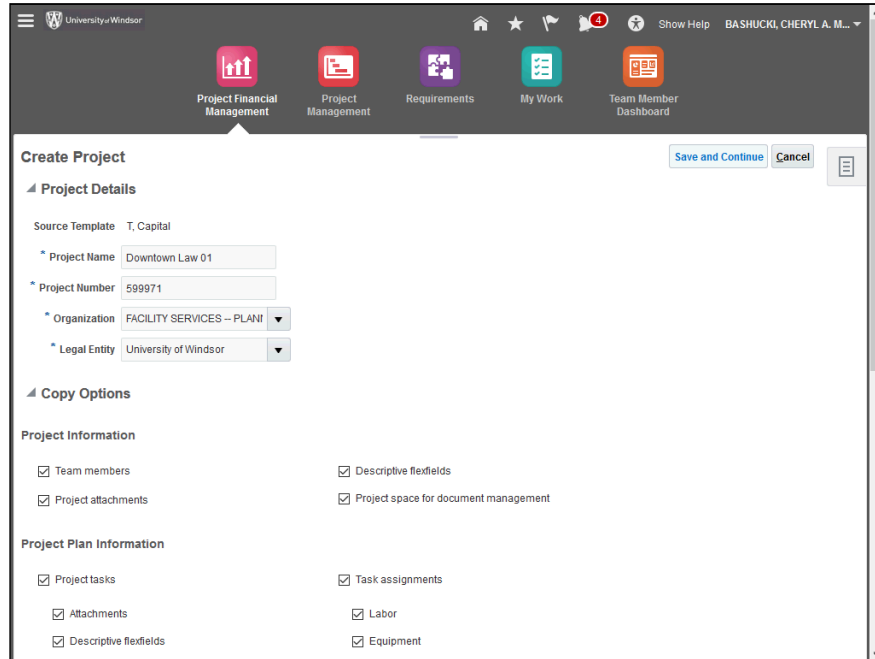 University of Windsor
4
Show Help
BASHUCKI, CHERYL A. M...
Project Financial
Management
Project
Management
Requirements
My Work
Team Member
Dashboard
Create Project
Save and Continue
Cancel
Project Details
Source Template T, Capital
* Project Name Downtown Law 01
* Project Number 599971
* Organization FACILITY SERVICES -- PLANI
* Legal Entity University of Windsor
Copy Options
Project Information
Team members
Descriptive flexfields
Project attachments
Project space for document management
Project Plan Information
Project tasks
Task assignments
Attachments
Labor
Descriptive flexfields
Equipment